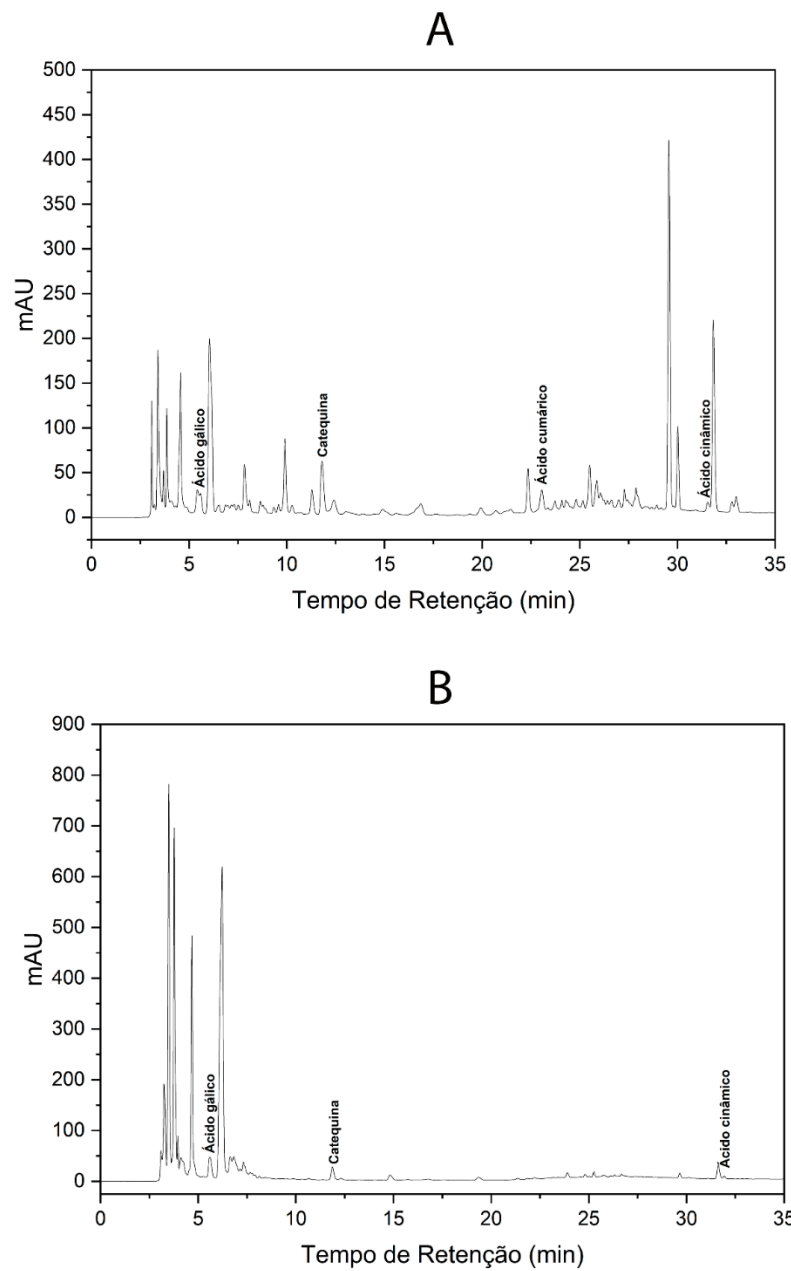 A
500
450
400
350
300
250
200
150
100
50
0
mAU
Ácido gálico
Catequina
Ácido cumárico
Ácido cinâmico
0 5 10 15 20 25 30 35
Tempo de Retenção (min)
B
900
800
700
600
500
400
300
200
100
0
mAU
Ácido gálico
Catequina
Ácido cinâmico
0 5 10 15 20 25 30 35
Tempo de Retenção (min)